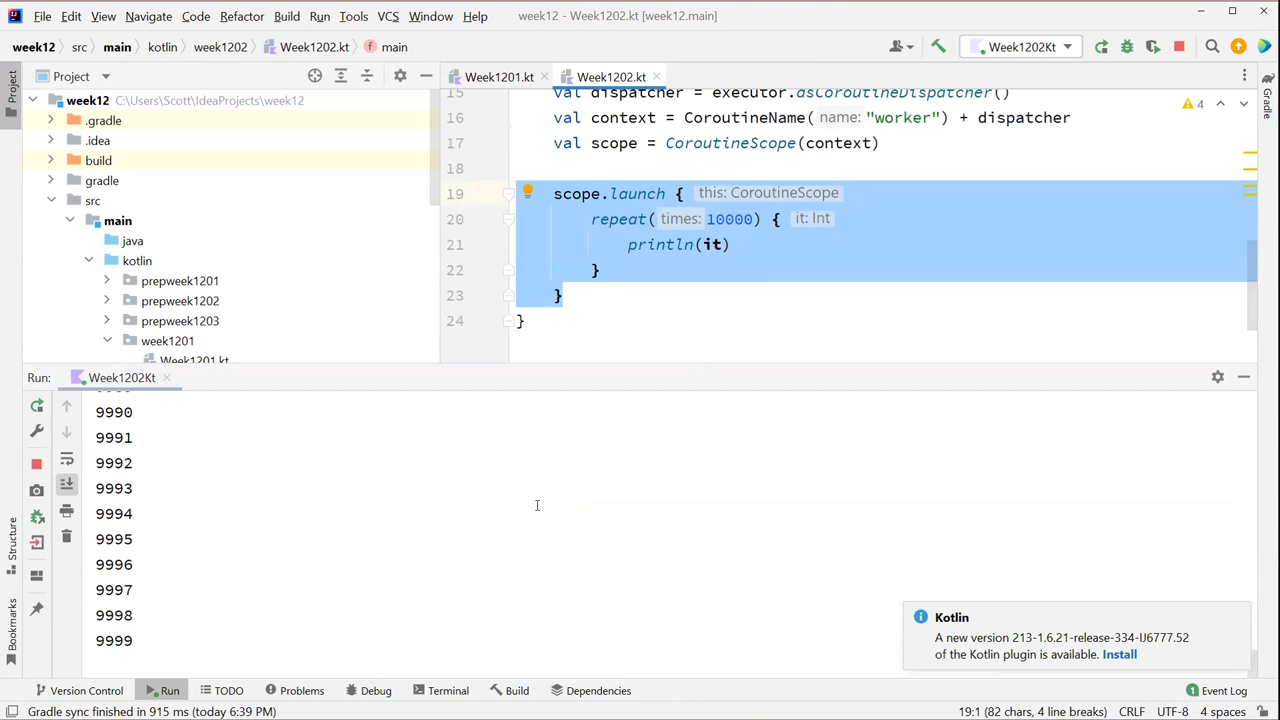 File Edit View Navigate Code Refactor Build Run Tools VCS Window Help week12 - Week1202.kt [week12.main]
week12 src main kotlin week1202 Week1202.kt main Week1202Kt
Project Week1201.kt Week1202.kt
week12 C:\Users\Scott\IdeaProjects\week12
.gradle
.idea
build
gradle
src
main
java
kotlin
prepweek1201
prepweek1202
prepweek1203
week1201
Week1201.kt
15 val dispatcher = executor.asCoroutineDispatcher()
16 val context = CoroutineName( name: "worker") + dispatcher
17 val scope = CoroutineScope(context)
18
19 scope.launch { this: CoroutineScope
20 repeat( times: 10000) { it: Int
21 println(it)
22 }
23 }
24 }
4
Project
Gradle
Run: Week1202Kt
9990
9991
9992
9993
9994
9995
9996
9997
9998
9999
Structure
Bookmarks
Kotlin
A new version 213-1.6.21-release-334-IJ6777.52
of the Kotlin plugin is available. Install
Version Control Run TODO Problems Debug Terminal Build Dependencies 1 Event Log
Gradle sync finished in 915 ms (today 6:39 PM) 19:1 (82 chars, 4 line breaks) CRLF UTF-8 4 spaces